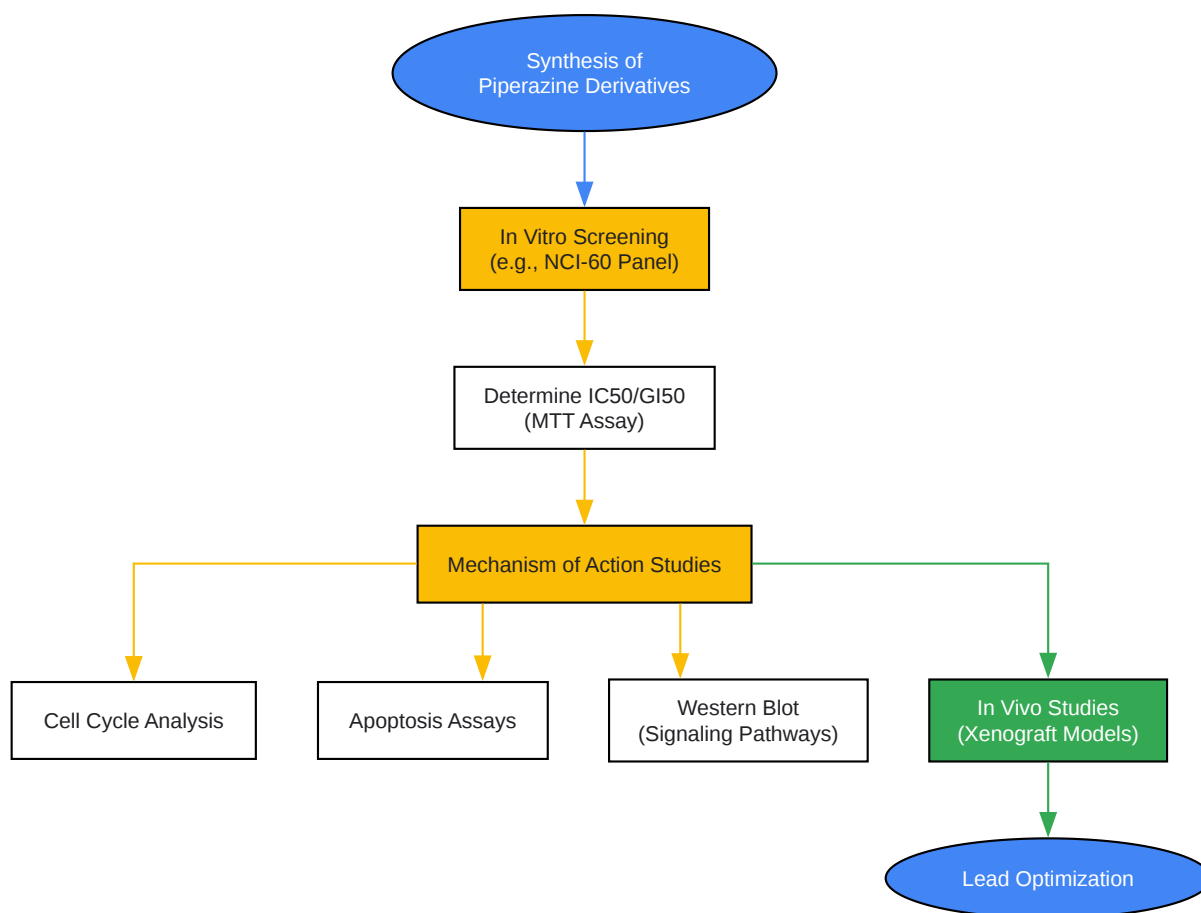 Synthesis of
Piperazine Derivatives
In Vitro Screening
(e.g., NCI-60 Panel)
Determine IC50/GI50
(MTT Assay)
Mechanism of Action Studies
Cell Cycle Analysis
Apoptosis Assays
Western Blot
(Signaling Pathways)
In Vivo Studies
(Xenograft Models)
Lead Optimization